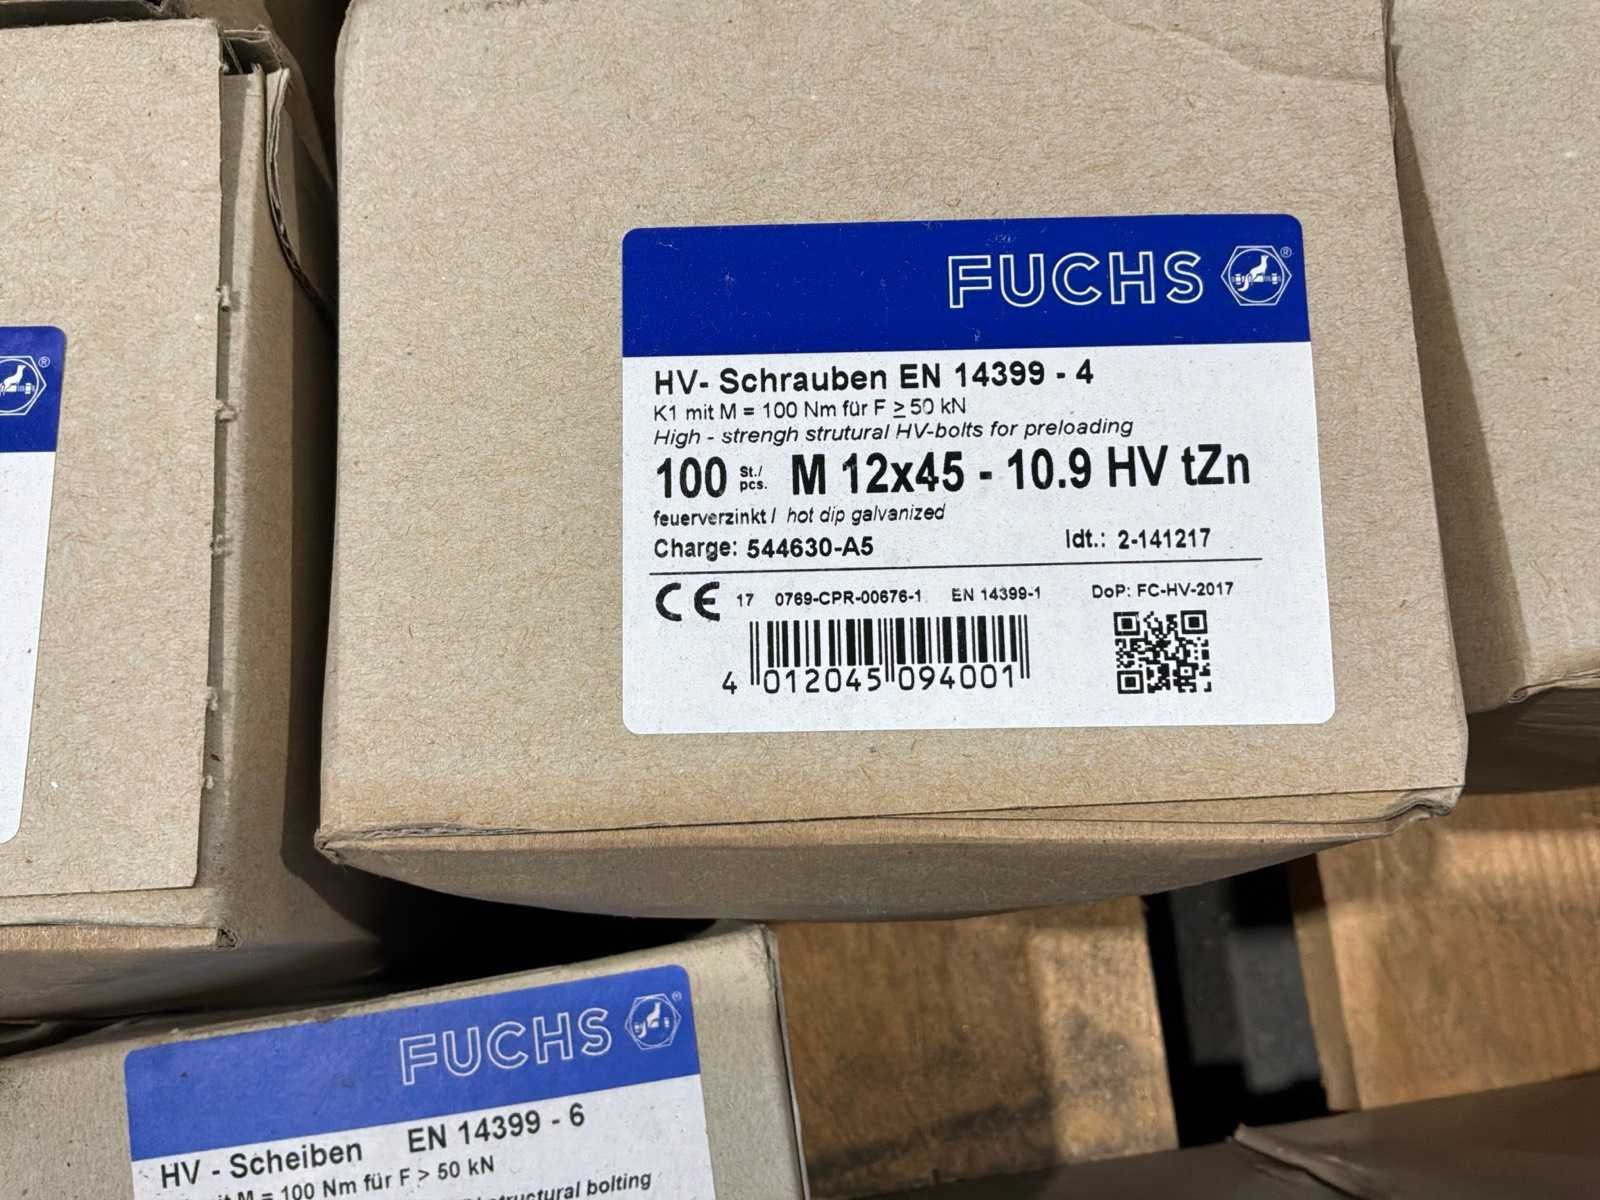 FUCHS
HV- Schrauben EN 14399 - 4
K1 mit M = 100 Nm für F ≥ 50 kN
High - strengh strutural HV-bolts for preloading
100 St./pcs. M 12x45 - 10.9 HV tZn
feuerverzinkt / hot dip galvanized
Charge: 544630-A5 Idt.: 2-141217
CE 17 0769-CPR-00676-1 EN 14399-1 DoP: FC-HV-2017
4 012045 094001
FUCHS
HV - Scheiben EN 14399 - 6
mit M = 100 Nm für F > 50 kN
structural bolting